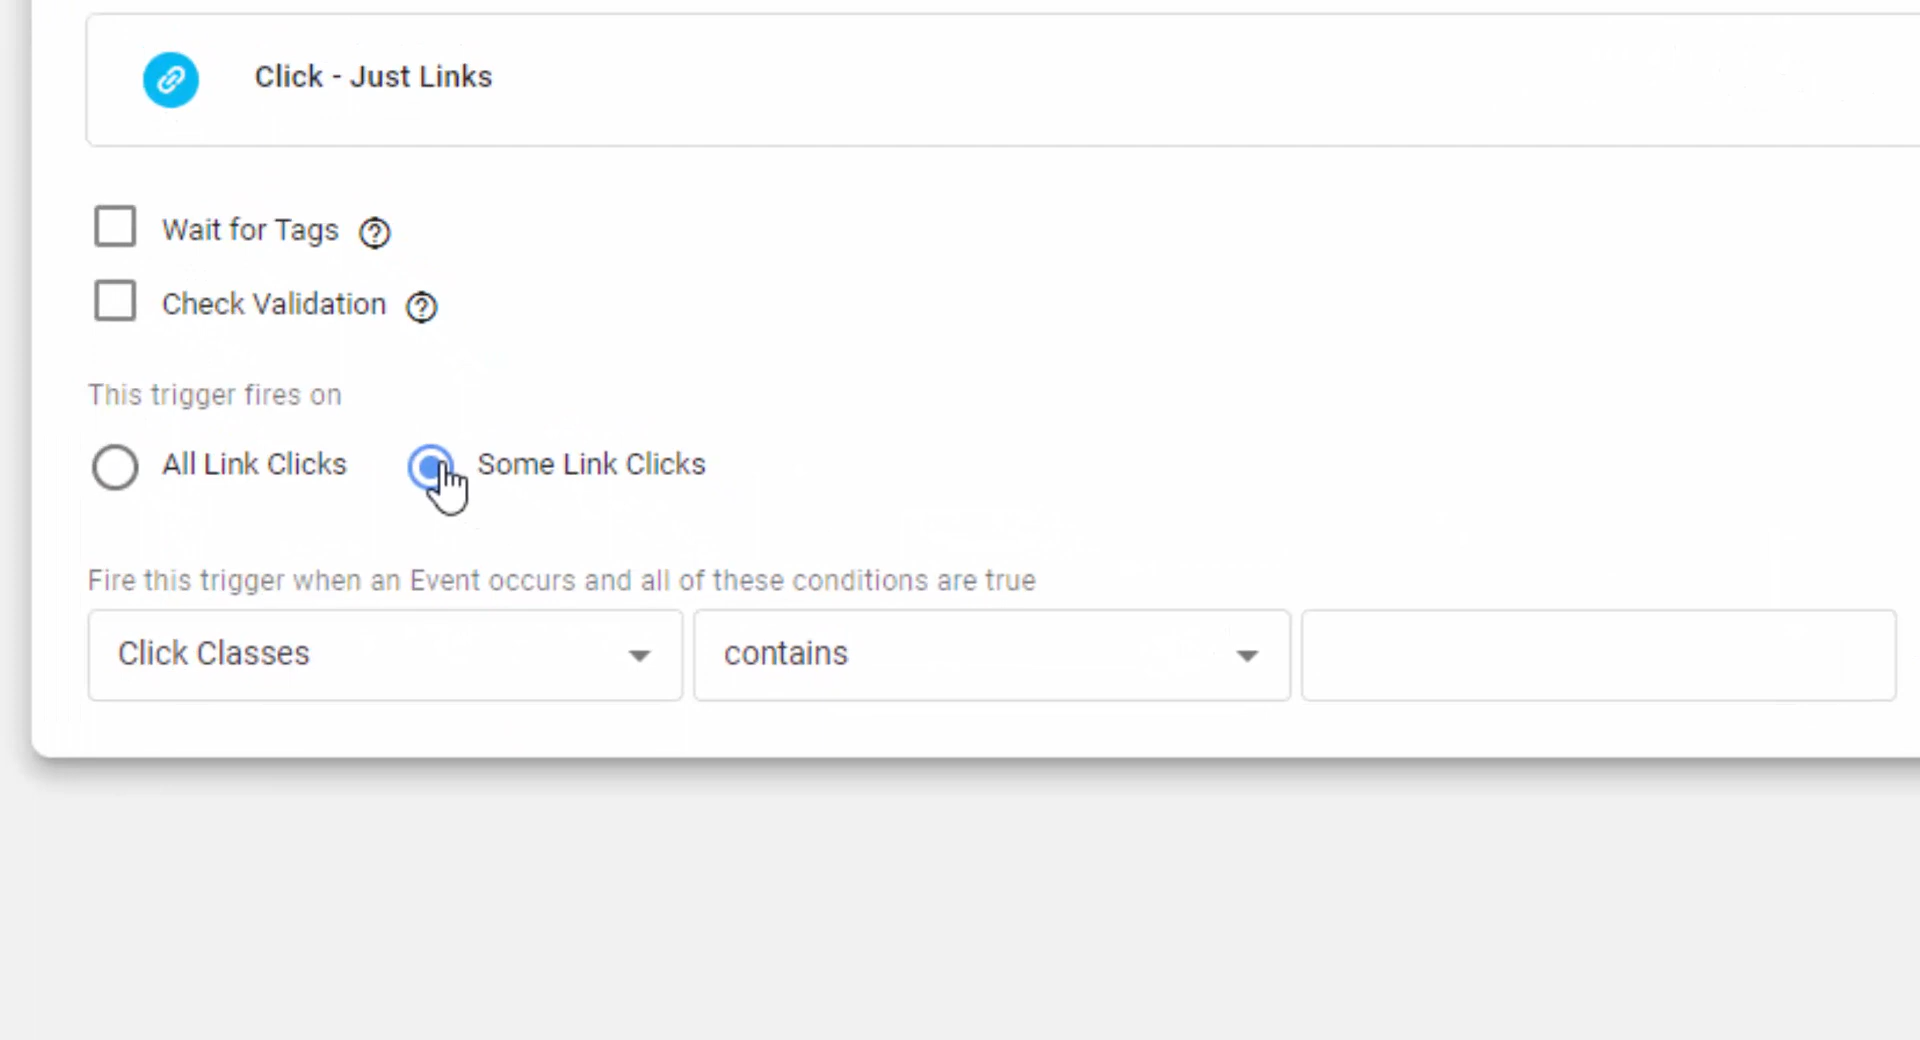 Click - Just Links
Wait for Tags
Check Validation
This trigger fires on
All Link Clicks Some Link Clicks
Fire this trigger when an Event occurs and all of these conditions are true
Click Classes contains